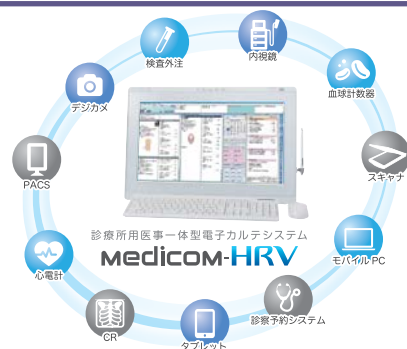 検査外注
内視鏡
デジカメ
血球計数器
PACS
スキャナ
診療所用医事一体型電子カルテシステム
Medicom-HRV
心電計
モバイルPC
CR
診察予約システム
タブレット